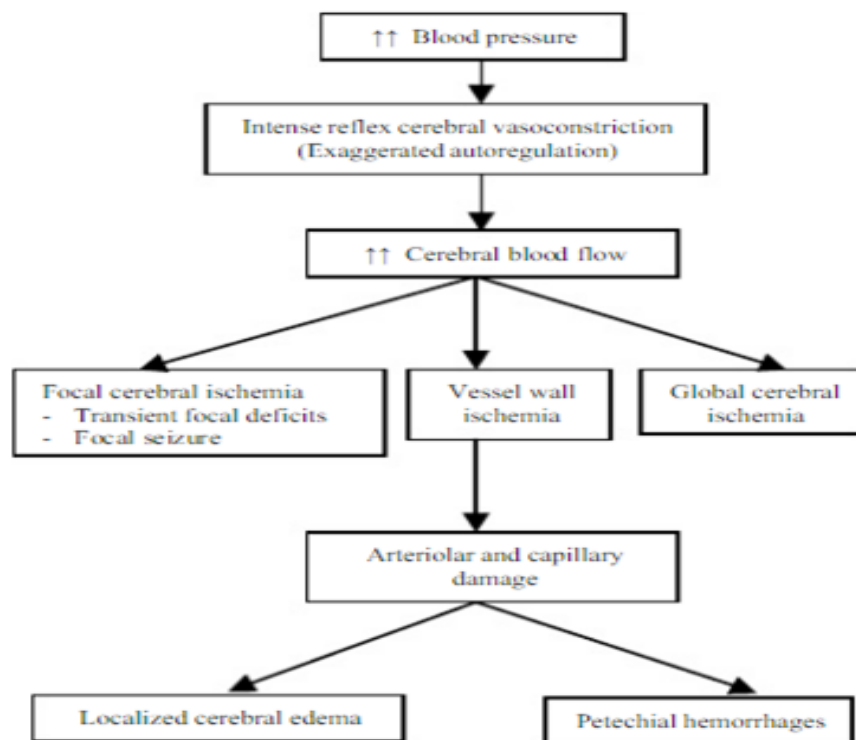 ↑↑ Blood pressure
Intense reflex cerebral vasoconstriction
(Exaggerated autoregulation)
↑↑ Cerebral blood flow
Focal cerebral ischemia
- Transient focal deficits
- Focal seizure
Vessel wall
ischemia
Global cerebral
ischemia
Arteriolar and capillary
damage
Localized cerebral edema
Petechial hemorrhages